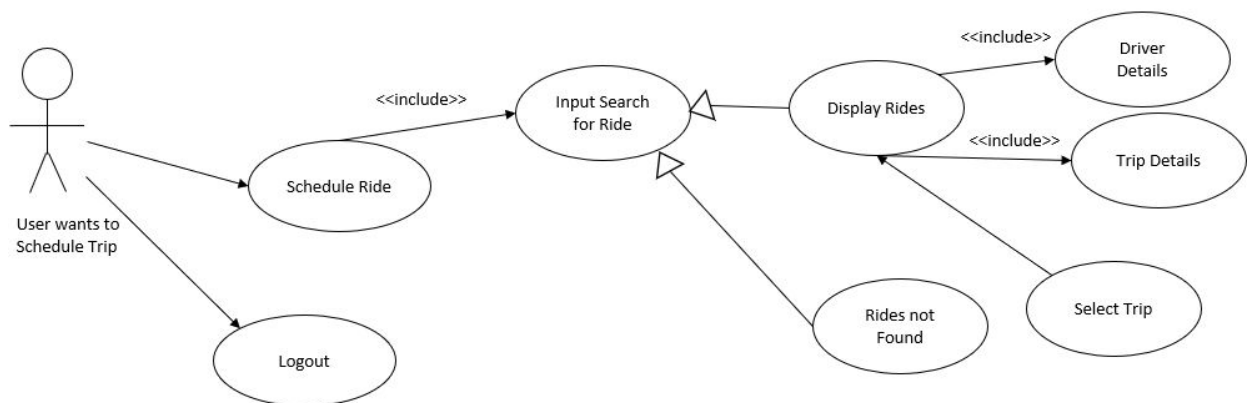 <<include>>
Driver
Details
<<include>>
Input Search
for Ride
Display Rides
<<include>>
Trip Details
Schedule Ride
User wants to
Schedule Trip
Rides not
Found
Select Trip
Logout